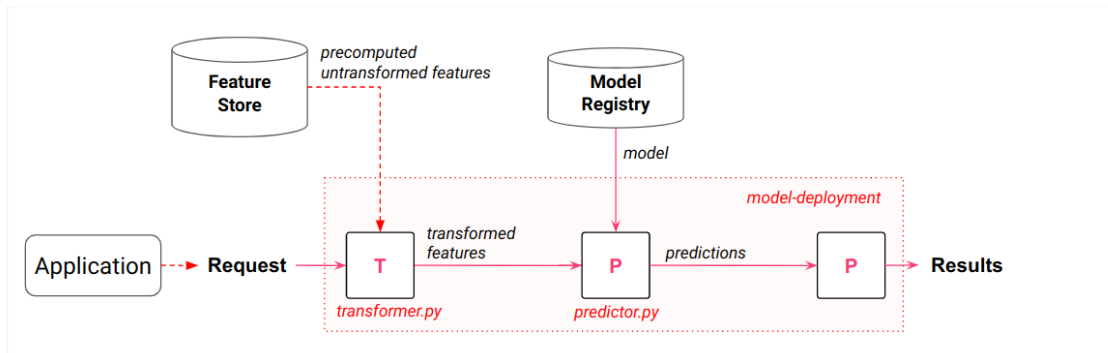 precomputed
untransformed features
Feature
Store
Model
Registry
model
model-deployment
Application
Request
T
transformed
features
P
predictions
P
Results
transformer.py
predictor.py